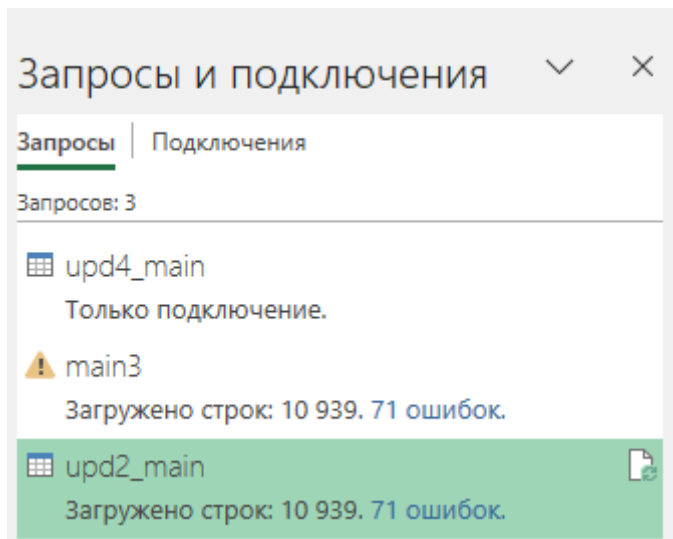 Запросы и подключения
Запросы | Подключения
Запросов: 3
upd4_main
Только подключение.
main3
Загружено строк: 10 939. 71 ошибок.
upd2_main
Загружено строк: 10 939. 71 ошибок.